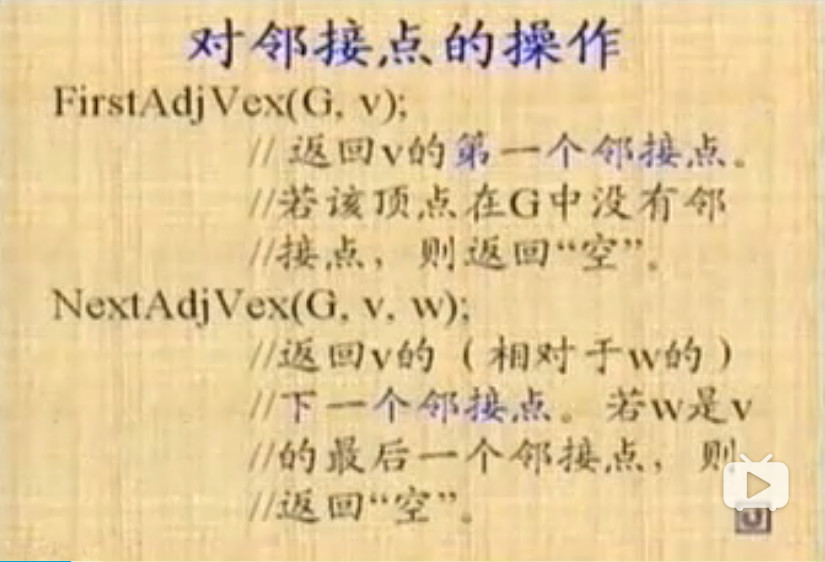 对邻接点的操作
FirstAdjVex(G, v);
// 返回v的第一个邻接点。
//若该顶点在G中没有邻
//接点，则返回“空”。
NextAdjVex(G, v, w);
//返回v的（相对于w的）
//下一个邻接点。若w是v
//的最后一个邻接点，则
//返回“空”。